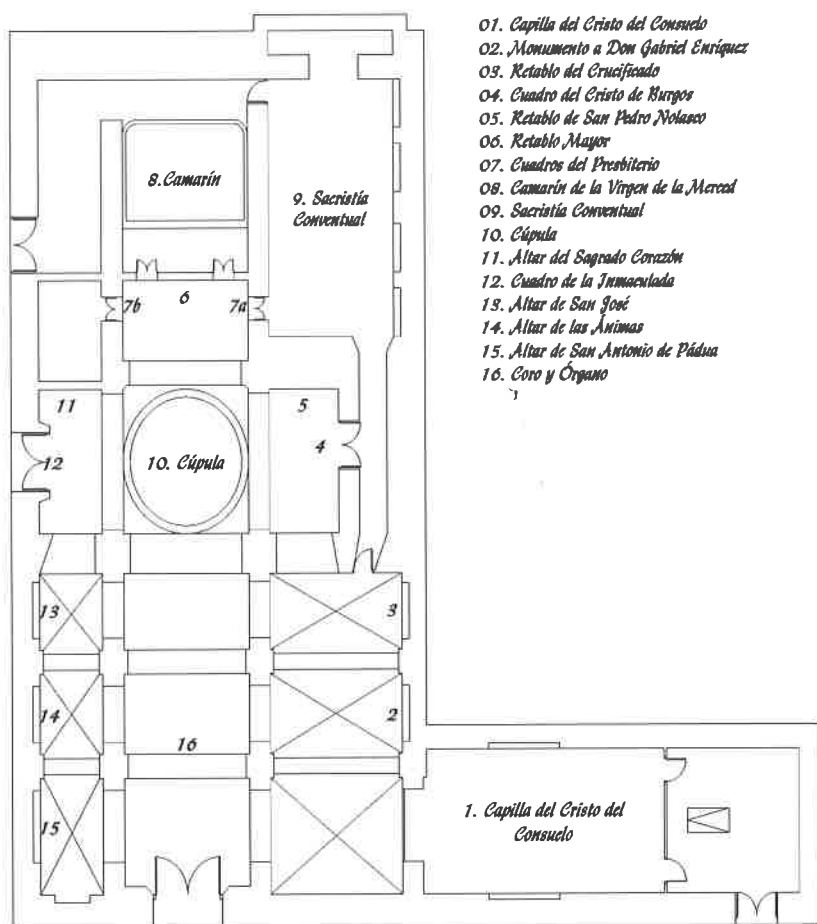 01. Capilla del Cristo del Consuelo
02. Monumento a Don Gabriel Enríquez
03. Retablo del Crucificado
04. Cuadro del Cristo de Burgos
05. Retablo de San Pedro Nolasco
06. Retablo Mayor
07. Cuadros del Presbiterio
08. Camarín de la Virgen de la Merced
09. Sacristía Conventual
10. Cúpula
11. Altar del Sagrado Corazón
12. Cuadro de la Inmaculada
13. Altar de San José
14. Altar de las Ánimas
15. Altar de San Antonio de Pádua
16. Coro y Órgano
8.Camarín
9. Sacristía
Conventual
6
7b
7a
11
5
12
10. Cúpula
4
13
3
14
2
16
15
1. Capilla del Cristo del
Consuelo